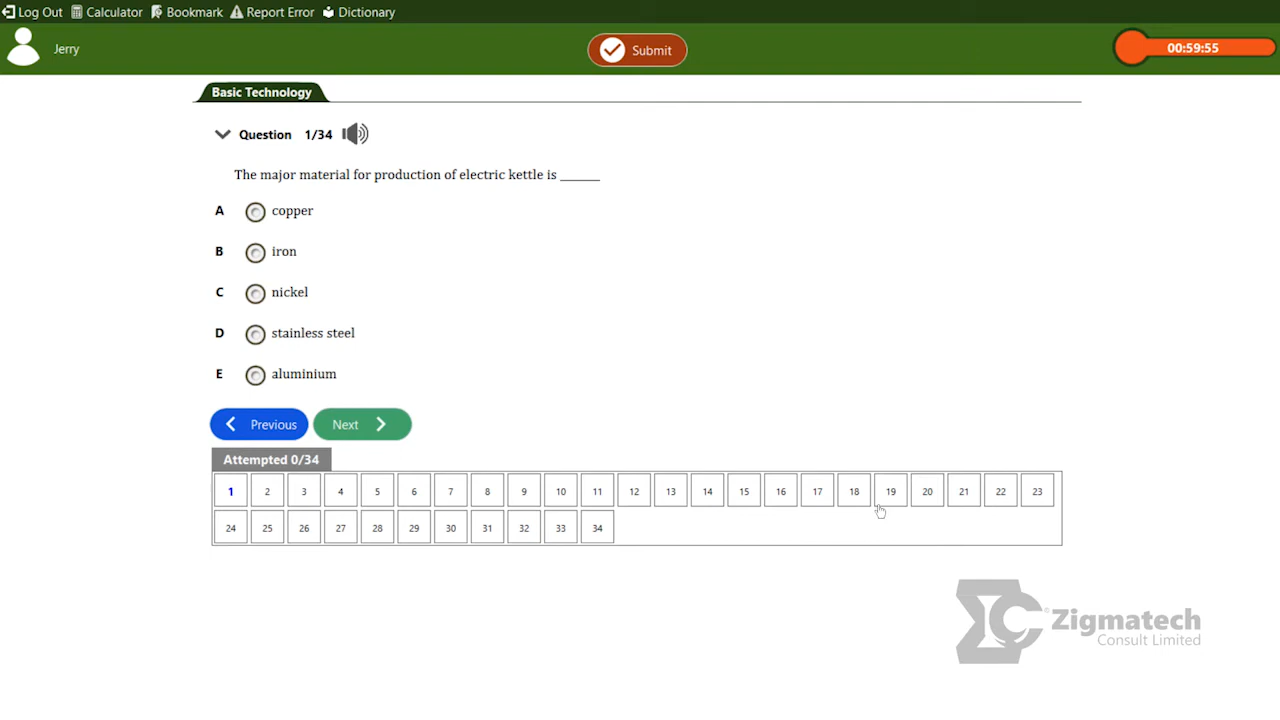 Log Out Calculator Bookmark Report Error Dictionary
Jerry Submit 00:59:55
Basic Technology
Question 1/34
The major material for production of electric kettle is ______
A copper
B iron
C nickel
D stainless steel
E aluminium
Previous Next
Attempted 0/34
1 2 3 4 5 6 7 8 9 10 11 12 13 14 15 16 17 18 19 20 21 22 23
24 25 26 27 28 29 30 31 32 33 34
Zigmatech
Consult Limited